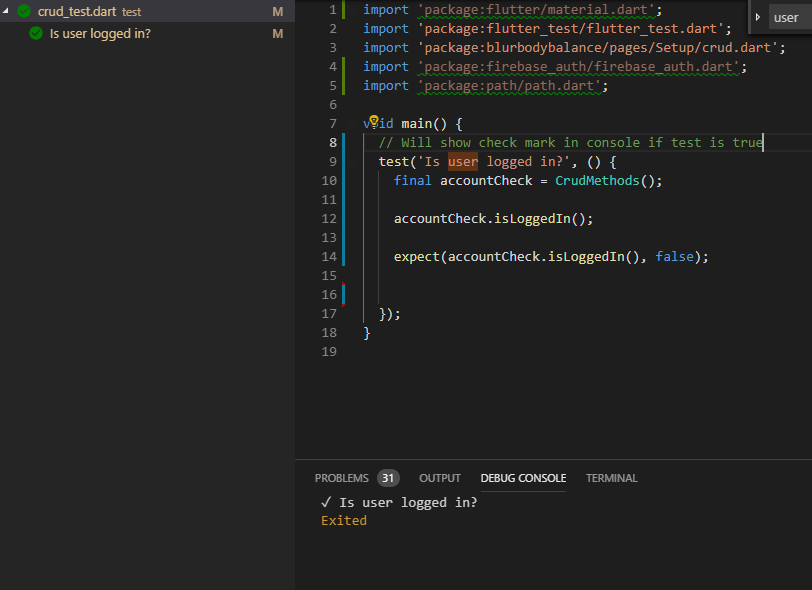 crud_test.dart test M
Is user logged in? M
user
1 import 'package:flutter/material.dart';
2 import 'package:flutter_test/flutter_test.dart';
3 import 'package:blurbodybalance/pages/Setup/crud.dart';
4 import 'package:firebase_auth/firebase_auth.dart';
5 import 'package:path/path.dart';
6
7 void main() {
8 // Will show check mark in console if test is true
9 test('Is user logged in?', () {
10 final accountCheck = CrudMethods();
11
12 accountCheck.isLoggedIn();
13
14 expect(accountCheck.isLoggedIn(), false);
15
16
17 });
18 }
19
PROBLEMS 31 OUTPUT DEBUG CONSOLE TERMINAL
✓ Is user logged in?
Exited